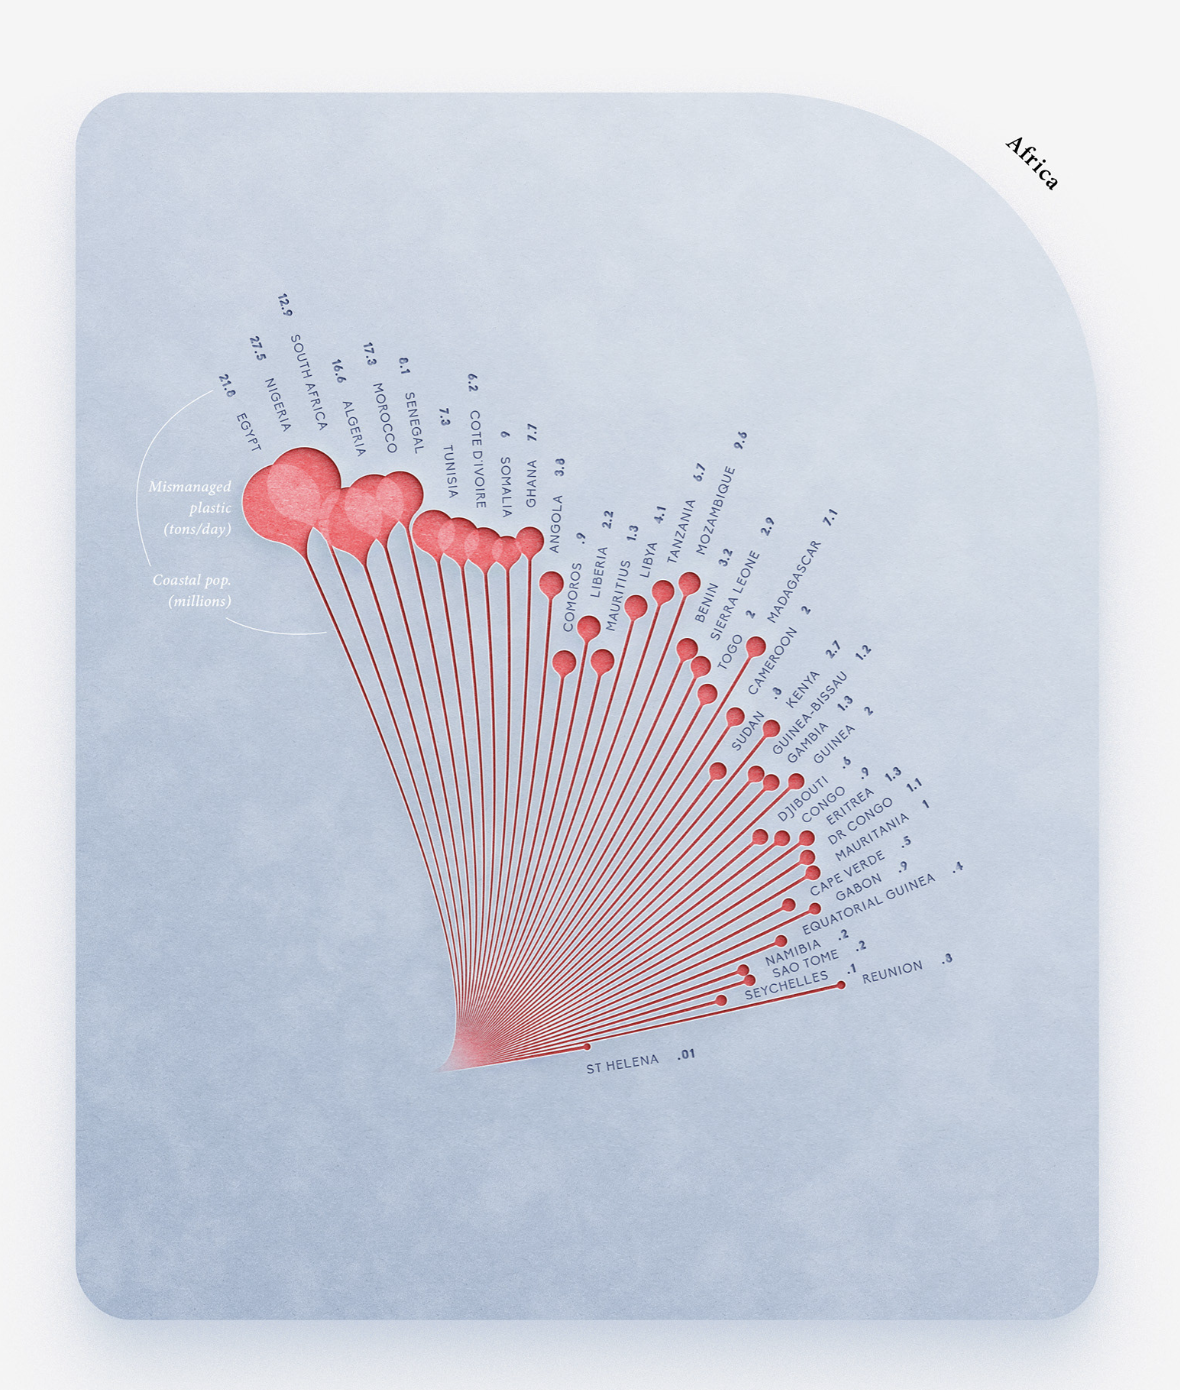 Africa
Mismanaged
plastic
(tons/day)
Coastal pop.
(millions)
21.8 EGYPT
27.5 NIGERIA
12.9 SOUTH AFRICA
16.6 ALGERIA
17.3 MOROCCO
8.1 SENEGAL
7.3 TUNISIA
6.2 COTE D'IVOIRE
SOMALIA
GHANA 7.7
ANGOLA 3.8
COMOROS .9
LIBERIA 2.2
MAURITIUS 1.3
LIBYA 4.1
TANZANIA 6.7
MOZAMBIQUE 9.6
BENIN 3.2
SIERRA LEONE 2.9
TOGO 2
MADAGASCAR 7.1
CAMEROON 2
SUDAN .8
KENYA 2.7
GUINEA-BISSAU 1.2
GAMBIA 1.3
GUINEA 2
DJIBOUTI .6
CONGO .9
ERITREA 1.3
DR CONGO 1.1
MAURITANIA 1
CAPE VERDE .5
GABON .9
EQUATORIAL GUINEA .4
NAMIBIA .2
SAO TOME .2
SEYCHELLES .1
REUNION .8
ST HELENA .01